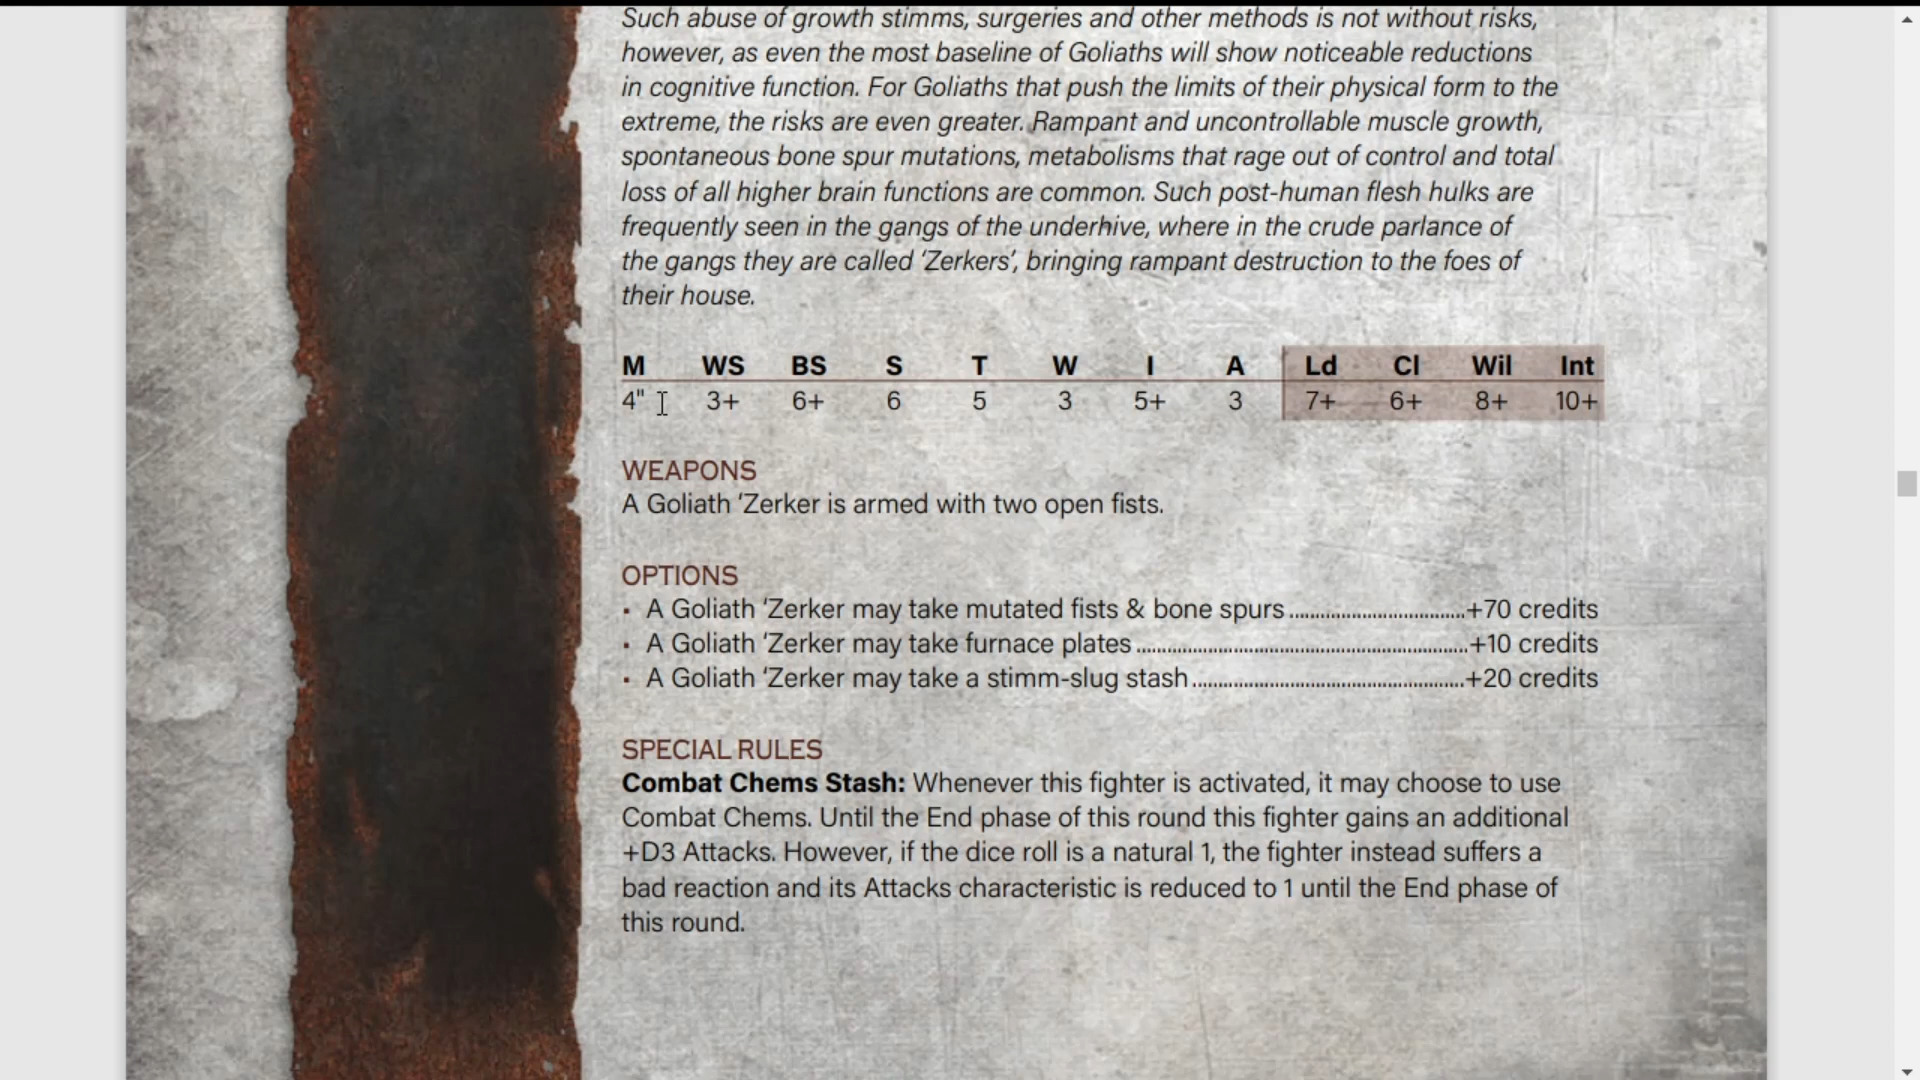 Such abuse of growth stimms, surgeries and other methods is not without risks,
however, as even the most baseline of Goliaths will show noticeable reductions
in cognitive function. For Goliaths that push the limits of their physical form to the
extreme, the risks are even greater. Rampant and uncontrollable muscle growth,
spontaneous bone spur mutations, metabolisms that rage out of control and total
loss of all higher brain functions are common. Such post-human flesh hulks are
frequently seen in the gangs of the underhive, where in the crude parlance of
the gangs they are called ‘Zerkers’, bringing rampant destruction to the foes of
their house.
M WS BS S T W I A Ld Cl Wil Int
4" 3+ 6+ 6 5 3 5+ 3 7+ 6+ 8+ 10+
WEAPONS
A Goliath ‘Zerker is armed with two open fists.
OPTIONS
• A Goliath ‘Zerker may take mutated fists & bone spurs ........................................ +70 credits
• A Goliath ‘Zerker may take furnace plates ........................................ +10 credits
• A Goliath ‘Zerker may take a stimm-slug stash ........................................ +20 credits
SPECIAL RULES
Combat Chems Stash: Whenever this fighter is activated, it may choose to use
Combat Chems. Until the End phase of this round this fighter gains an additional
+D3 Attacks. However, if the dice roll is a natural 1, the fighter instead suffers a
bad reaction and its Attacks characteristic is reduced to 1 until the End phase of
this round.